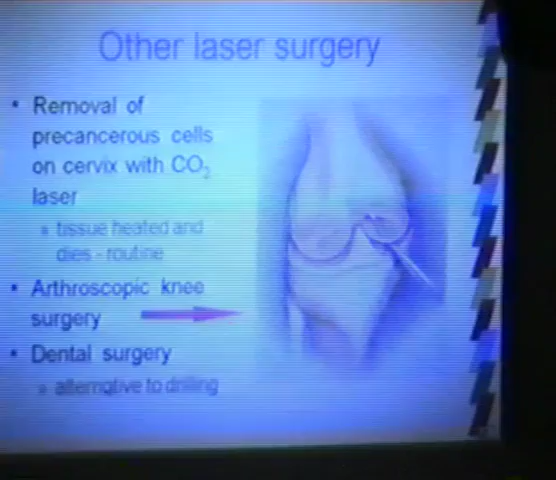 Other laser surgery
• Removal of
precancerous cells
on cervix with CO₂
laser
» tissue heated and
dies - routine
• Arthroscopic knee
surgery
• Dental surgery
» alternative to drilling